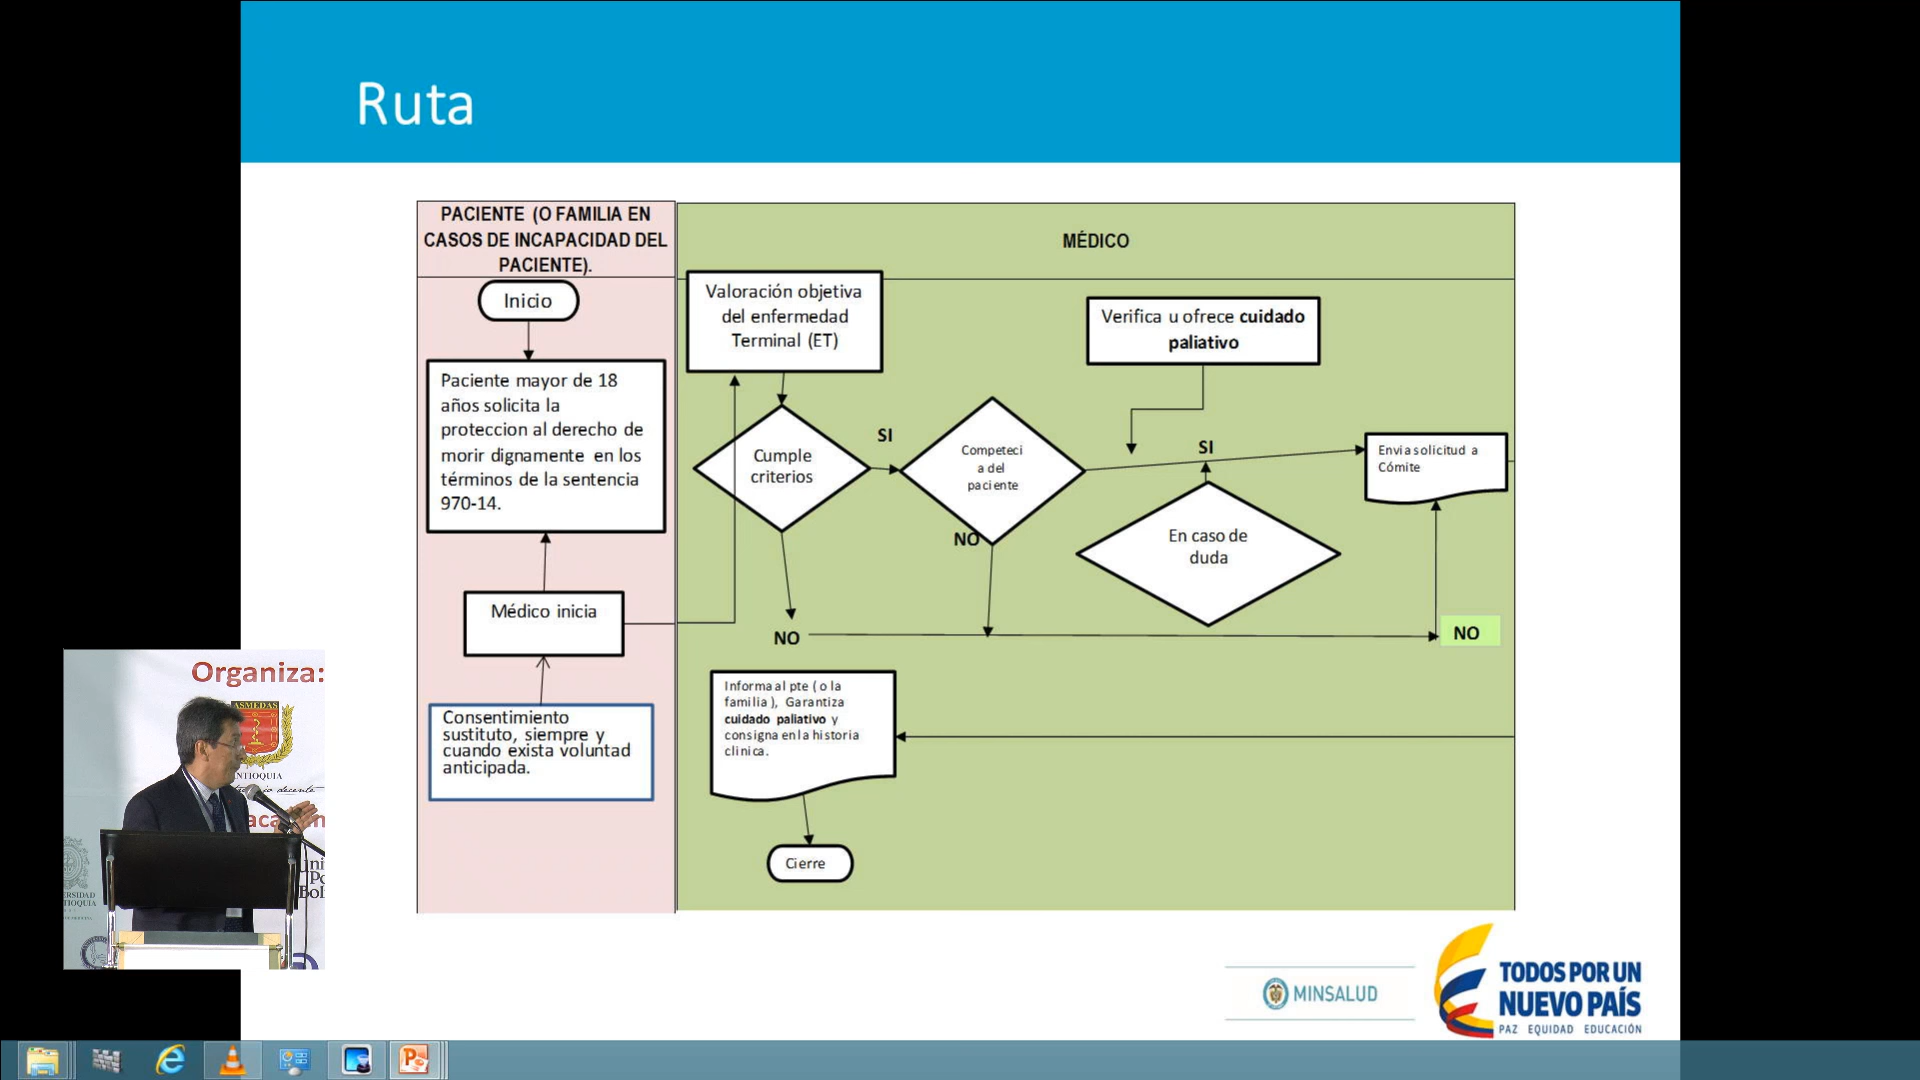 Ruta
PACIENTE (O FAMILIA EN
CASOS DE INCAPACIDAD DEL
PACIENTE).
MÉDICO
Inicio
Paciente mayor de 18
años solicita la
proteccion al derecho de
morir dignamente en los
términos de la sentencia
970-14.
Médico inicia
Consentimiento
sustituto, siempre y
cuando exista voluntad
anticipada.
Valoración objetiva
del enfermedad
Terminal (ET)
Cumple
criterios
SI
NO
Competeci
a del
paciente
NO
Verifica u ofrece cuidado
paliativo
SI
En caso de
duda
Envia solicitud a
Cómite
NO
Informa al pte ( o la
familia ), Garantiza
cuidado paliativo y
consigna en la historia
clinica.
Cierre
Organiza:
ASMEDAS
NTIOQUIA
MINSALUD
TODOS POR UN
NUEVO PAÍS
PAZ EQUIDAD EDUCACIÓN